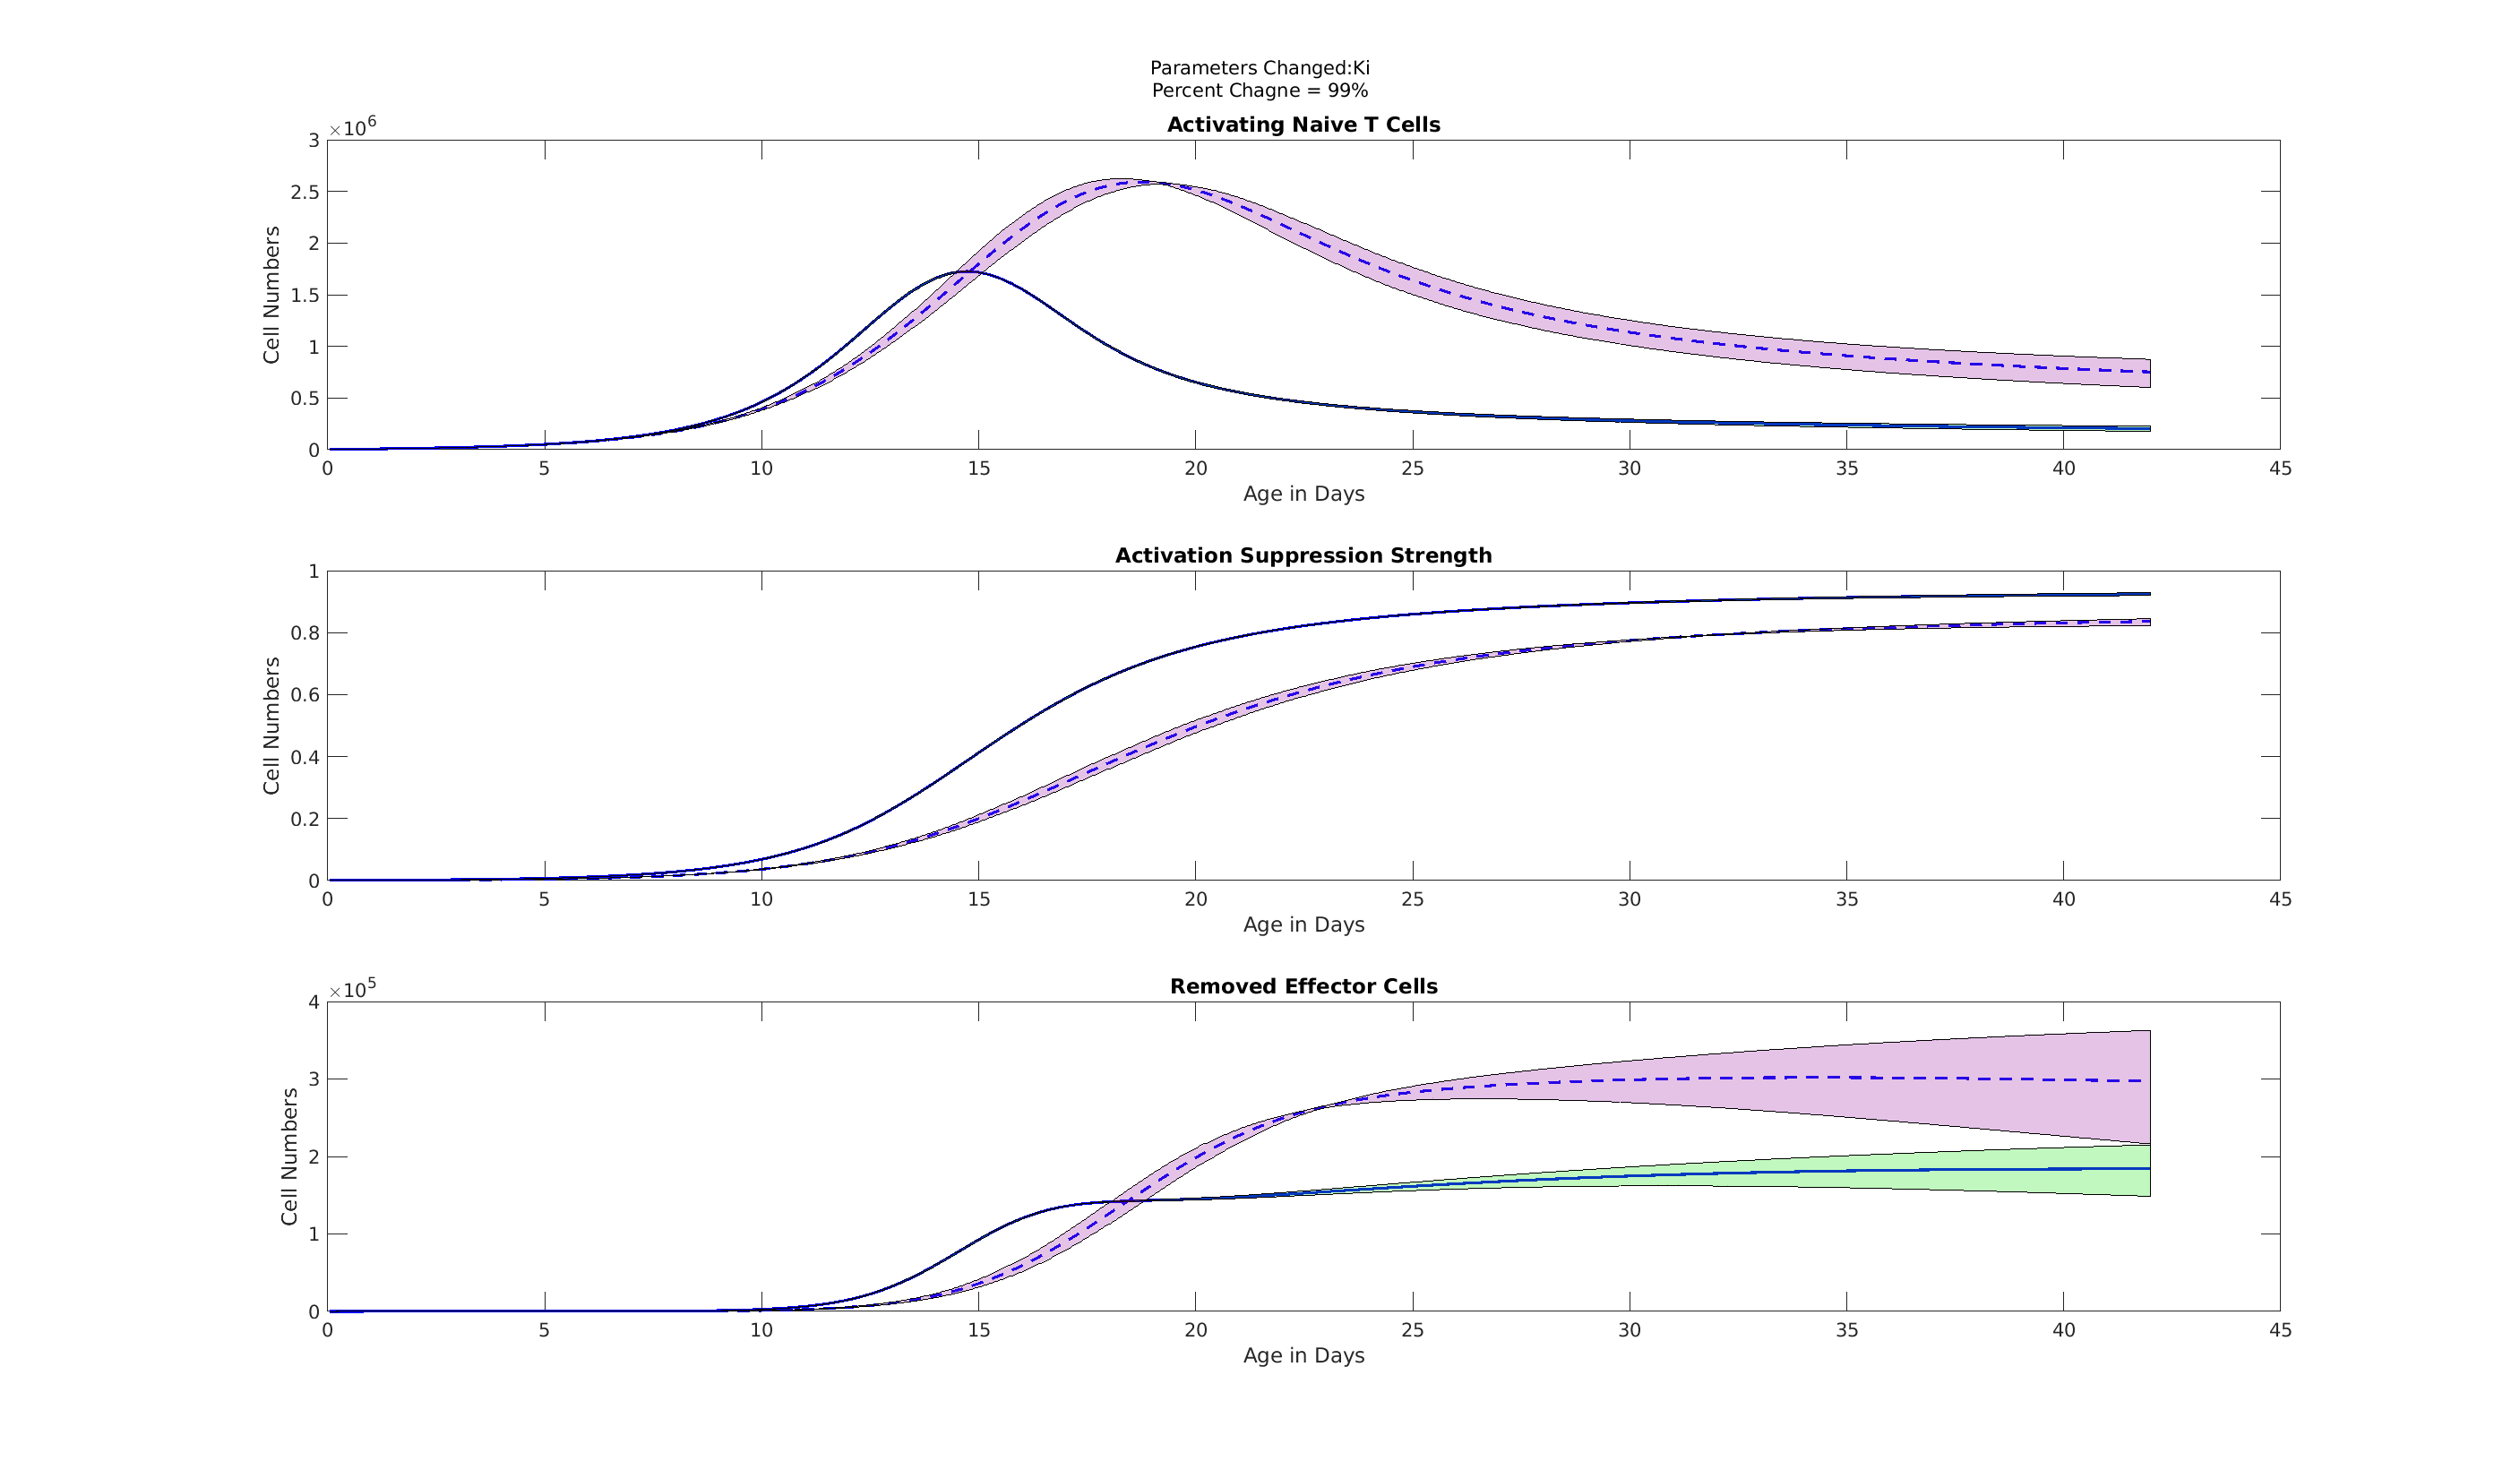 Parameters Changed:Ki
Percent Chagne = 99%
Activating Naive T Cells
×10^6
3
2.5
2
1.5
1
0.5
0
Cell Numbers
0 5 10 15 20 25 30 35 40 45
Age in Days
Activation Suppression Strength
1
0.8
0.6
0.4
0.2
0
Cell Numbers
0 5 10 15 20 25 30 35 40 45
Age in Days
Removed Effector Cells
×10^5
4
3
2
1
0
Cell Numbers
0 5 10 15 20 25 30 35 40 45
Age in Days